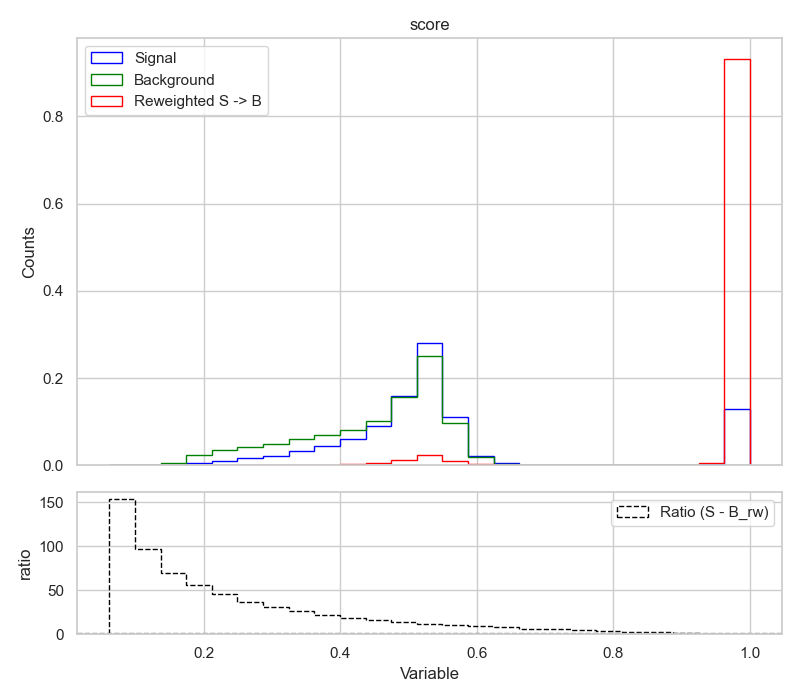 score
Signal
Background
Reweighted S -> B
0.8
0.6
0.4
0.2
0.0
Counts
150
100
50
0
ratio
Ratio (S - B_rw)
0.2
0.4
0.6
0.8
1.0
Variable